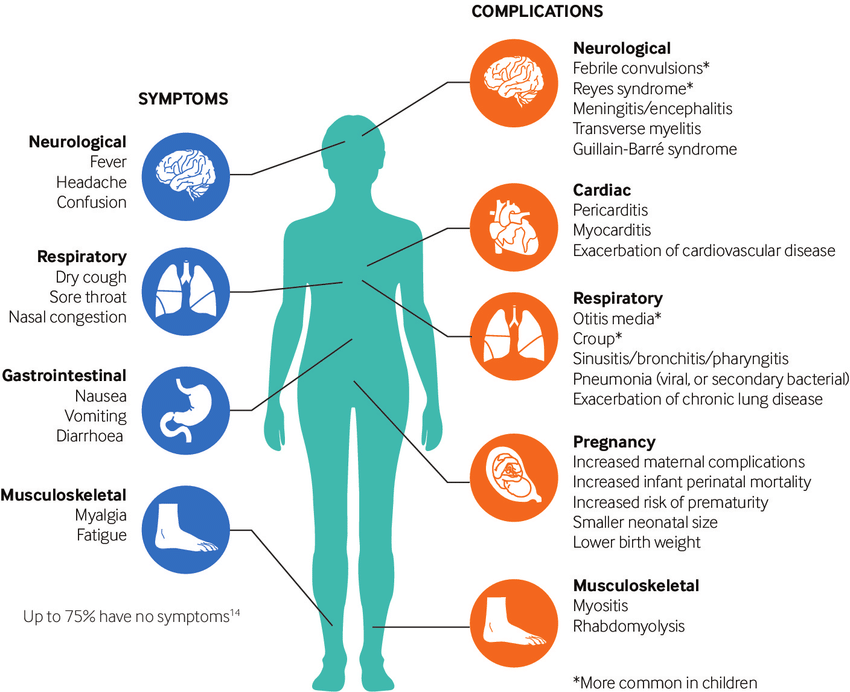 SYMPTOMS
Neurological
Fever
Headache
Confusion
Respiratory
Dry cough
Sore throat
Nasal congestion
Gastrointestinal
Nausea
Vomiting
Diarrhoea
Musculoskeletal
Myalgia
Fatigue
Up to 75% have no symptoms¹⁴
COMPLICATIONS
Neurological
Febrile convulsions*
Reyes syndrome*
Meningitis/encephalitis
Transverse myelitis
Guillain-Barré syndrome
Cardiac
Pericarditis
Myocarditis
Exacerbation of cardiovascular disease
Respiratory
Otitis media*
Croup*
Sinusitis/bronchitis/pharyngitis
Pneumonia (viral, or secondary bacterial)
Exacerbation of chronic lung disease
Pregnancy
Increased maternal complications
Increased infant perinatal mortality
Increased risk of prematurity
Smaller neonatal size
Lower birth weight
Musculoskeletal
Myositis
Rhabdomyolysis
*More common in children